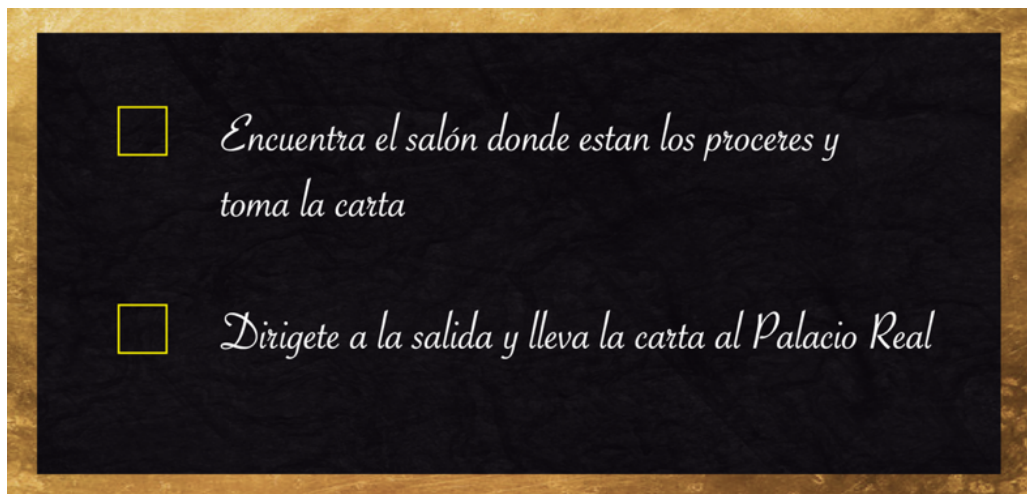 Encuentra el salón donde estan los proceres y
toma la carta
Dirigete a la salida y lleva la carta al Palacio Real